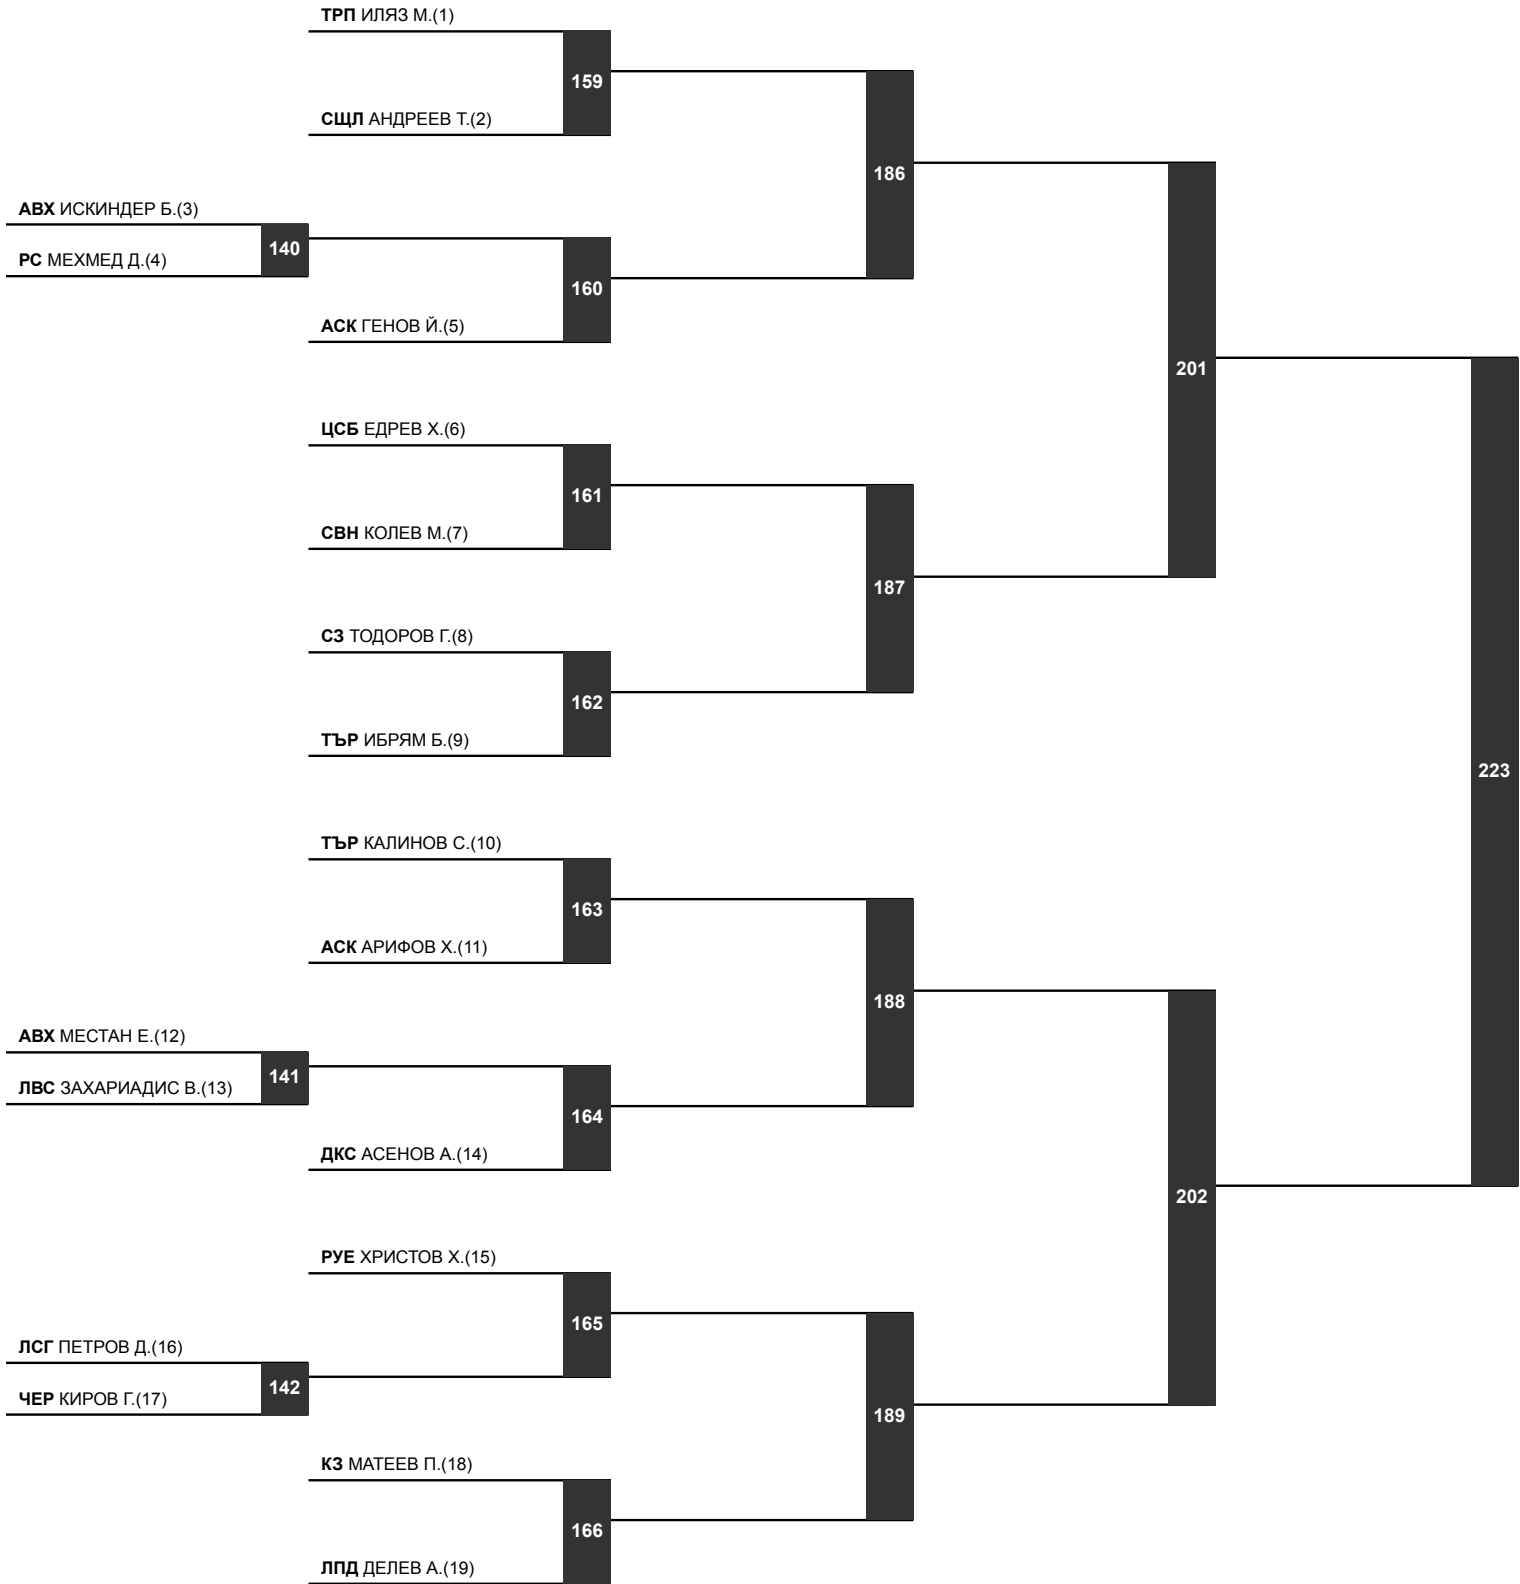 ТРП ИЛЯЗ М.(1)
159
СЩЛ АНДРЕЕВ Т.(2)
186
АВХ ИСКИНДЕР Б.(3)
140
РС МЕХМЕД Д.(4)
160
АСК ГЕНОВ Й.(5)
201
ЦСБ ЕДРЕВ Х.(6)
161
СВН КОЛЕВ М.(7)
187
СЗ ТОДОРОВ Г.(8)
162
ТЪР ИБРЯМ Б.(9)
223
ТЪР КАЛИНОВ С.(10)
163
АСК АРИФОВ Х.(11)
188
АВХ МЕСТАН Е.(12)
141
ЛВС ЗАХАРИАДИС В.(13)
164
ДКС АСЕНОВ А.(14)
202
РУЕ ХРИСТОВ Х.(15)
165
ЛСГ ПЕТРОВ Д.(16)
142
ЧЕР КИРОВ Г.(17)
189
КЗ МАТЕЕВ П.(18)
166
ЛПД ДЕЛЕВ А.(19)